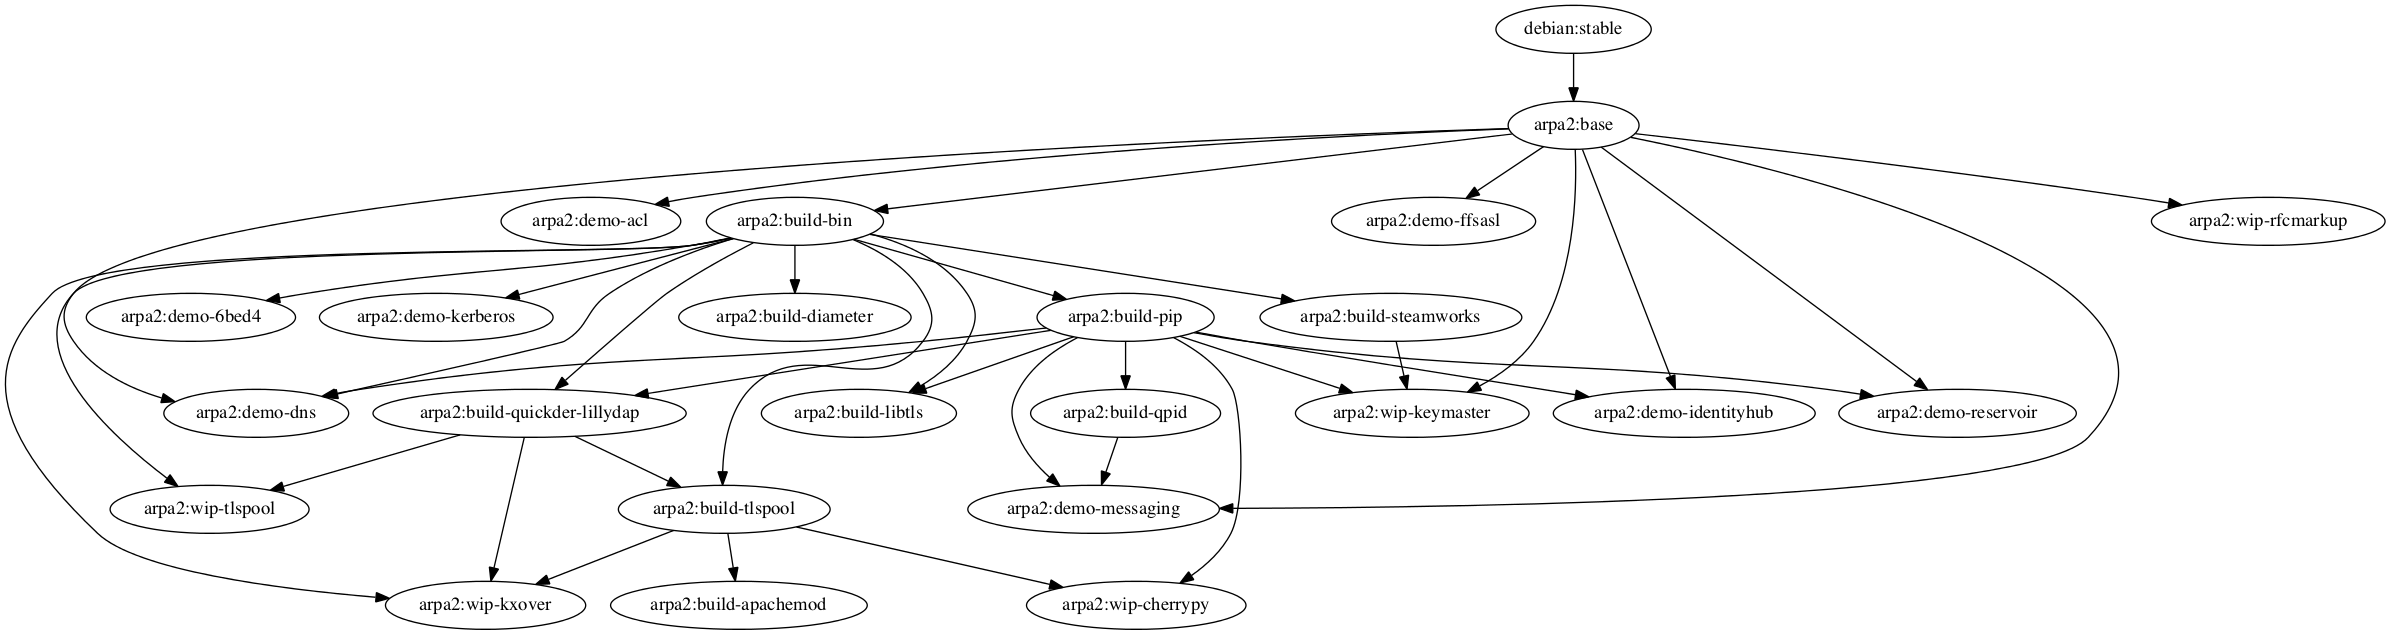 debian:stable
arpa2:base
arpa2:demo-acl
arpa2:build-bin
arpa2:demo-ffsasl
arpa2:wip-rfcmarkup
arpa2:demo-6bed4
arpa2:demo-kerberos
arpa2:build-diameter
arpa2:build-pip
arpa2:build-steamworks
arpa2:demo-dns
arpa2:build-quickder-lillydap
arpa2:build-libtls
arpa2:build-qpid
arpa2:wip-keymaster
arpa2:demo-identityhub
arpa2:demo-reservoir
arpa2:wip-tlspool
arpa2:build-tlspool
arpa2:demo-messaging
arpa2:wip-kxover
arpa2:build-apachemod
arpa2:wip-cherrypy